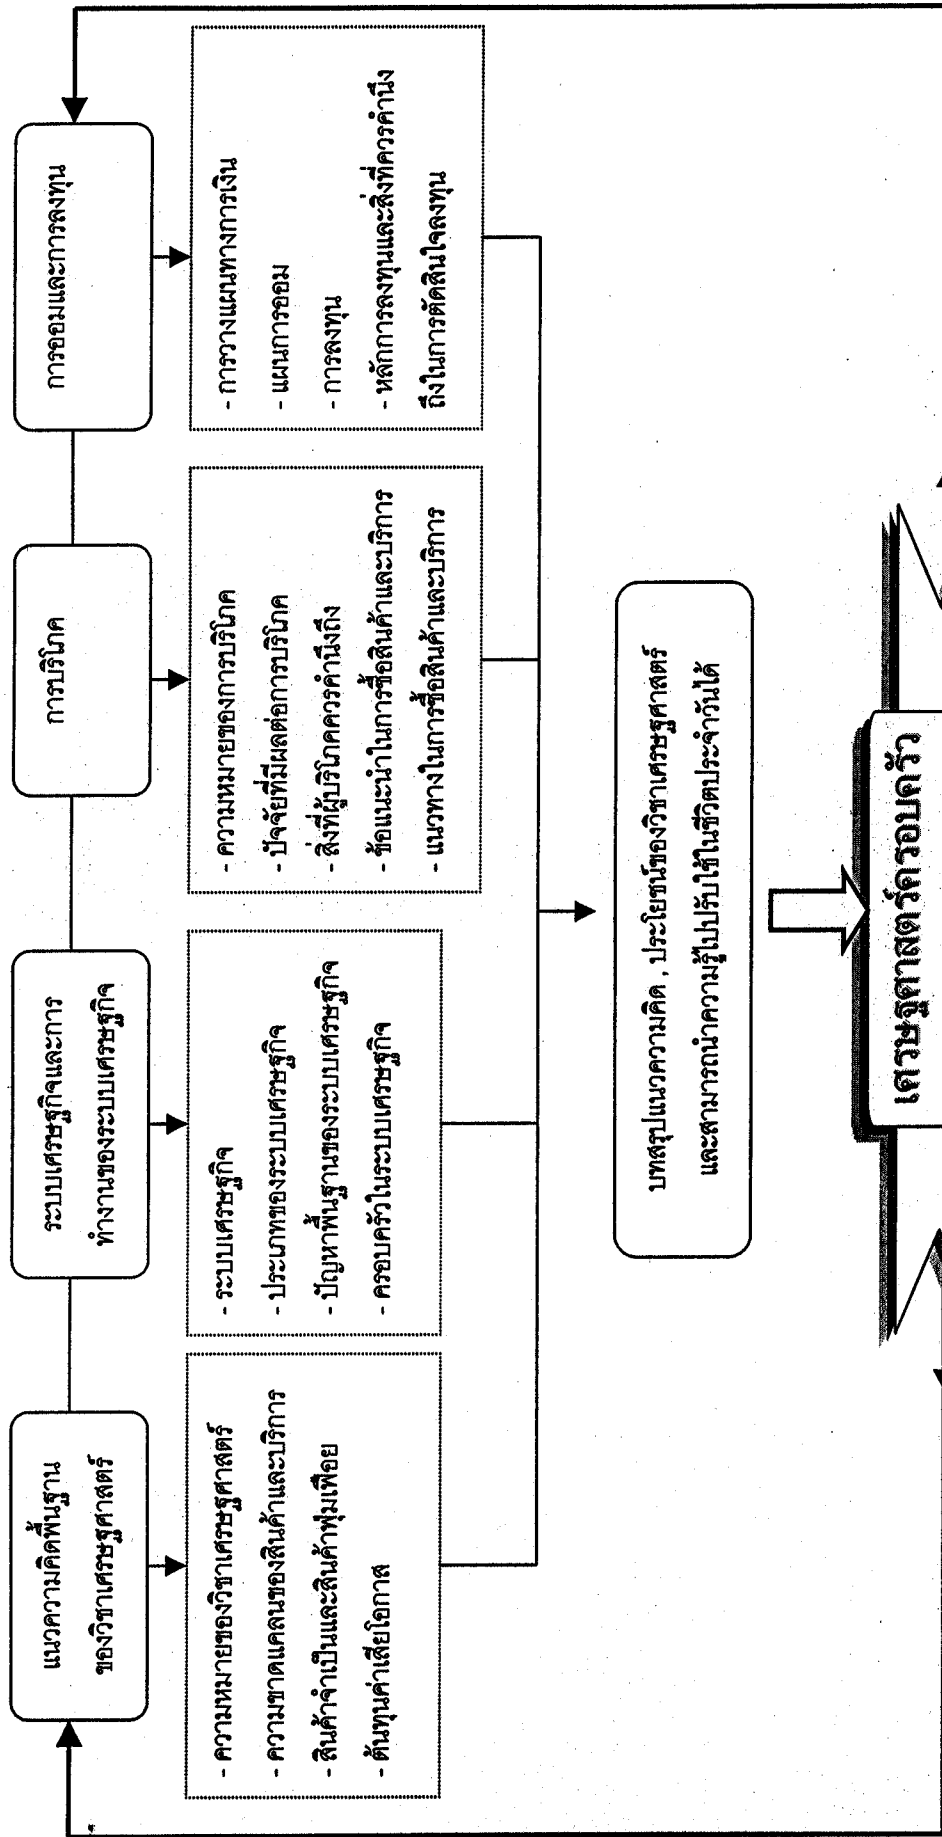 แนวความคิดพื้นฐาน
ของวิชาเศรษฐศาสตร์
ระบบเศรษฐกิจและการ
ทำงานของระบบเศรษฐกิจ
การบริโภค
การออมและการลงทุน
- ความหมายของวิชาเศรษฐศาสตร์
- ความขาดแคลนของสินค้าและบริการ
- สินค้าจำเป็นและสินค้าฟุ่มเฟือย
- ต้นทุนค่าเสียโอกาส
- ระบบเศรษฐกิจ
- ประเภทของระบบเศรษฐกิจ
- ปัญหาพื้นฐานของระบบเศรษฐกิจ
- ครอบครัวในระบบเศรษฐกิจ
- ความหมายของการบริโภค
- ปัจจัยที่มีผลต่อการบริโภค
- สิ่งที่ผู้บริโภคควรคำนึงถึง
- ข้อแนะนำในการซื้อสินค้าและบริการ
- แนวทางในการซื้อสินค้าและบริการ
- การวางแผนทางการเงิน
- แผนการออม
- การลงทุน
- หลักการลงทุนและสิ่งที่ควรคำนึง
ถึงในการตัดสินใจลงทุน
บทสรุปแนวความคิด , ประโยชน์ของวิชาเศรษฐศาสตร์
และสามารถนำความรู้ไปปรับใช้ในชีวิตประจำวันได้
เศรษฐศาสตร์ครอบครัว